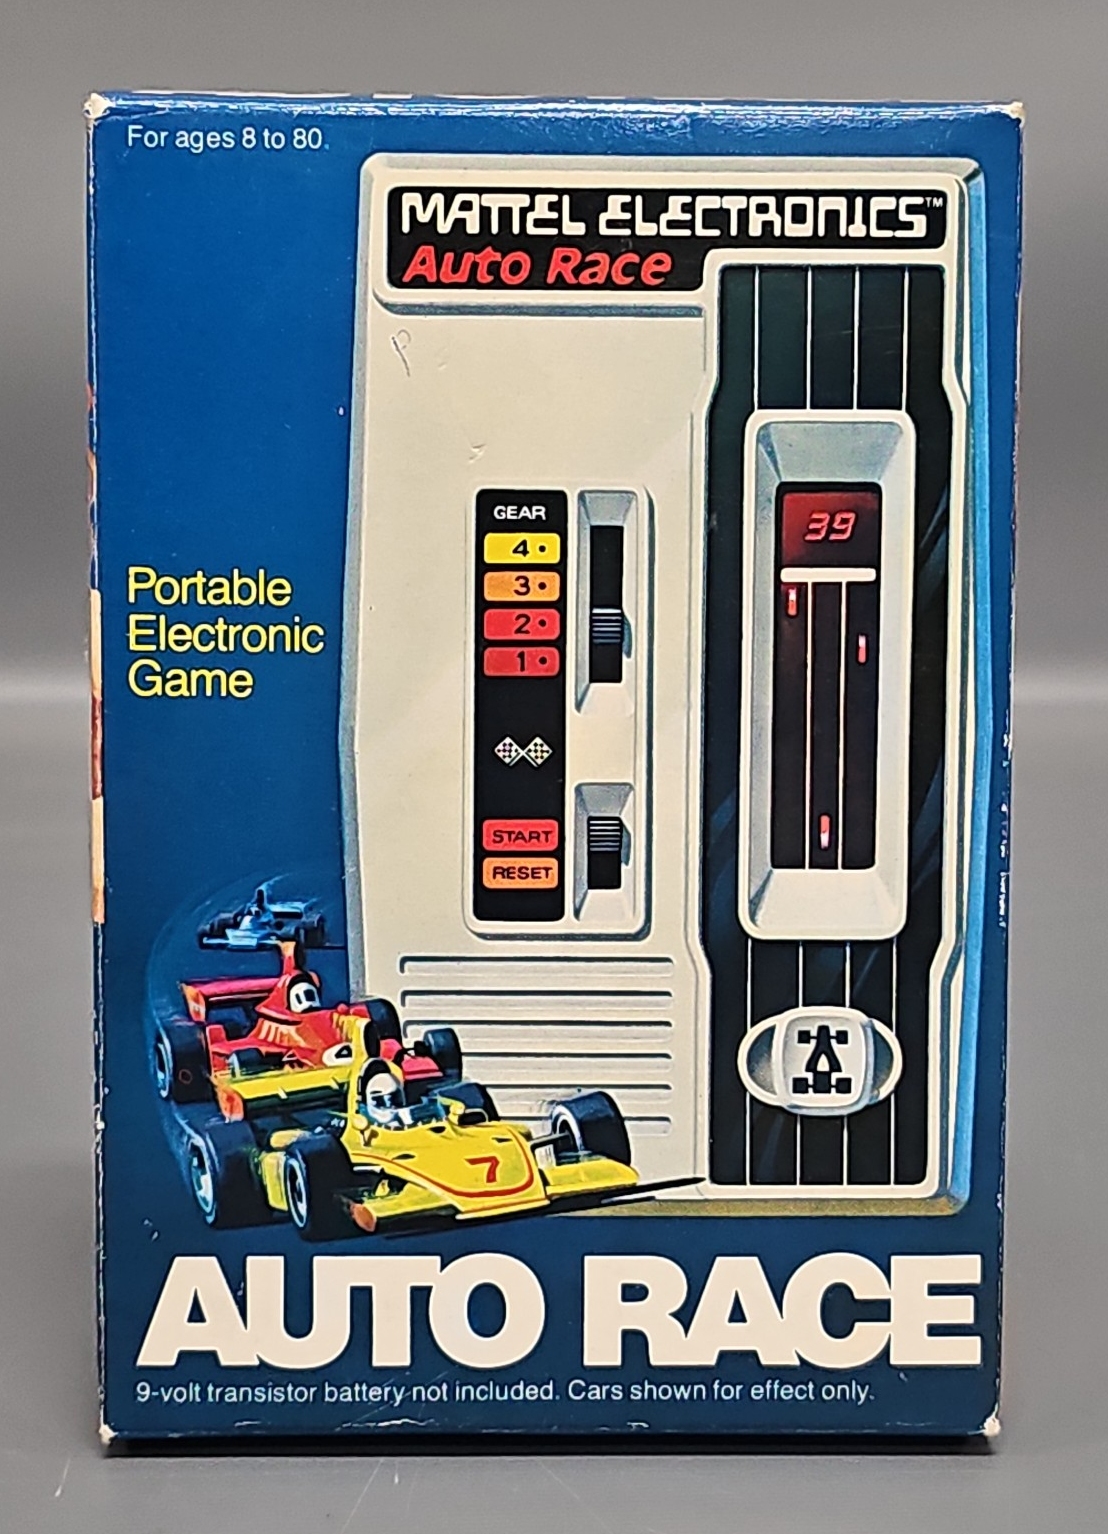 For ages 8 to 80.
MATTEL ELECTRONICS™
Auto Race
39
GEAR
4
3
2
1
Portable
Electronic
Game
START
RESET
7
AUTO RACE
9-volt transistor battery not included. Cars shown for effect only.